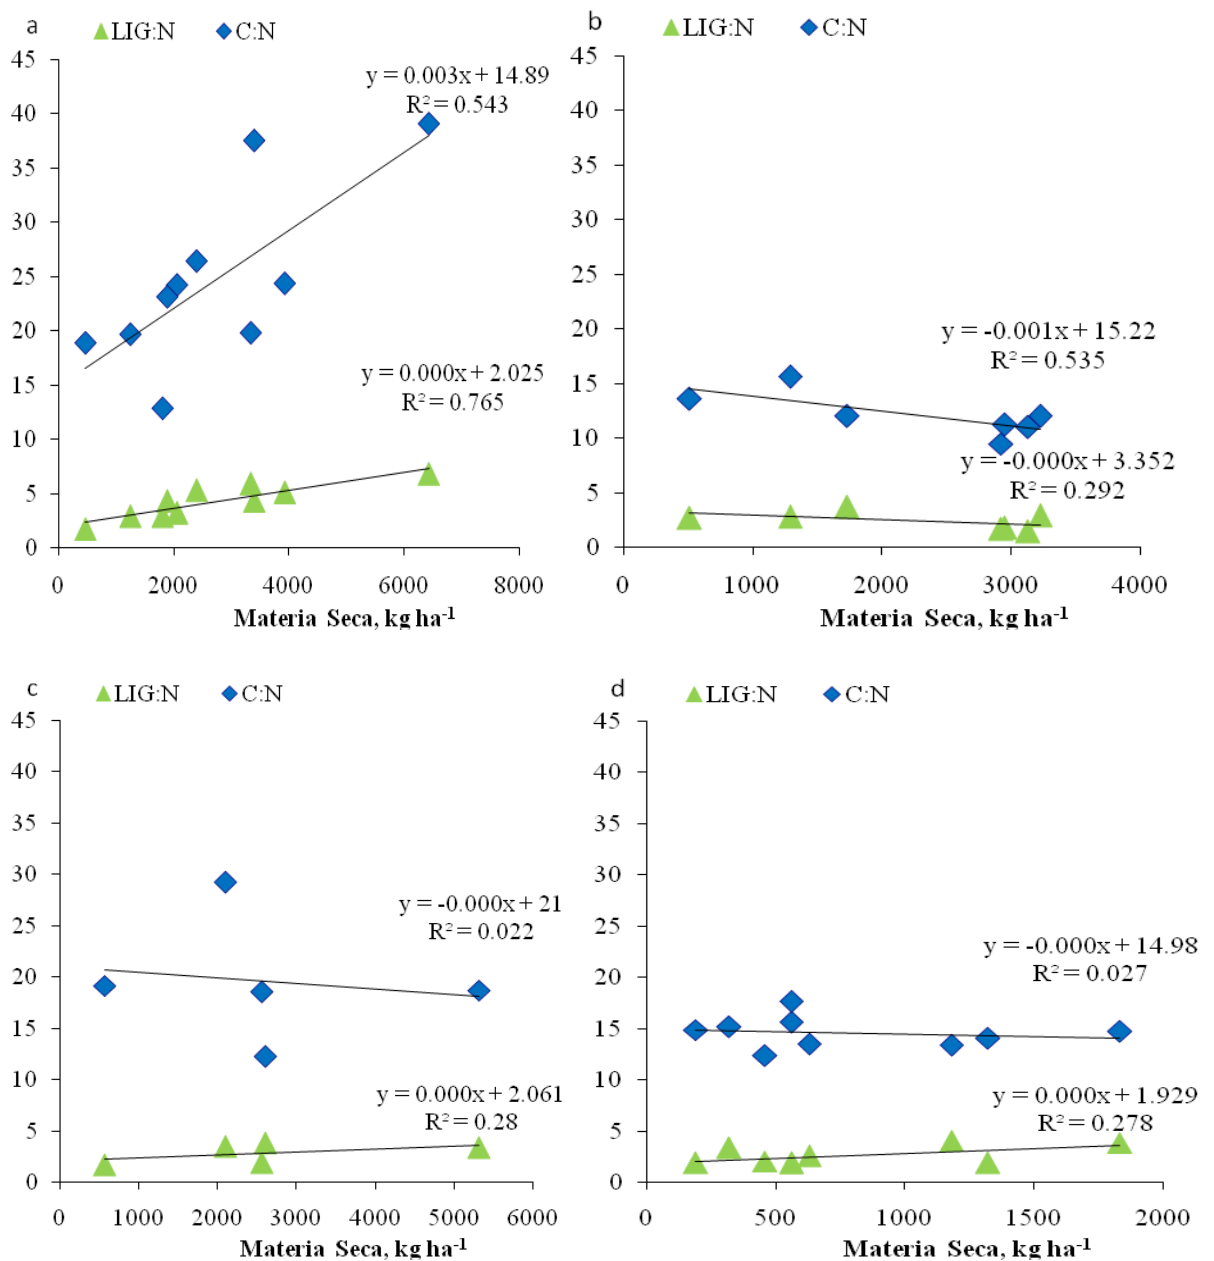 a
LIG:N C:N
45
40
35
30
25
20
15
10
5
0
y = 0.003x + 14.89
R² = 0.543
y = 0.000x + 2.025
R² = 0.765
0 2000 4000 6000 8000
Materia Seca, kg ha⁻¹
b
LIG:N C:N
45
40
35
30
25
20
15
10
5
0
y = -0.001x + 15.22
R² = 0.535
y = -0.000x + 3.352
R² = 0.292
0 1000 2000 3000 4000
Materia Seca, kg ha⁻¹
c
LIG:N C:N
45
40
35
30
25
20
15
10
5
0
y = -0.000x + 21
R² = 0.022
y = 0.000x + 2.061
R² = 0.28
0 1000 2000 3000 4000 5000 6000
Materia Seca, kg ha⁻¹
d
LIG:N C:N
45
40
35
30
25
20
15
10
5
0
y = -0.000x + 14.98
R² = 0.027
y = 0.000x + 1.929
R² = 0.278
0 500 1000 1500 2000
Materia Seca, kg ha⁻¹